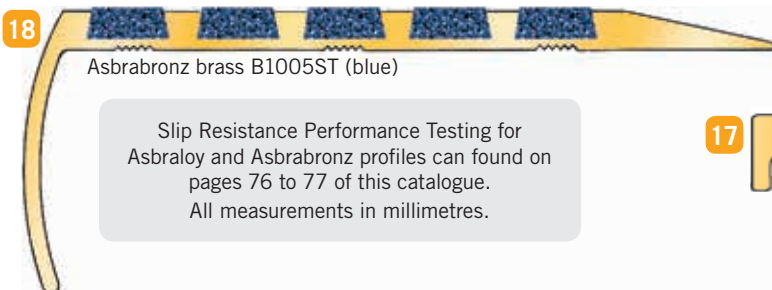 18
Asbrabronz brass B1005ST (blue)
Slip Resistance Performance Testing for
Asbraloy and Asbrabronz profiles can found on
pages 76 to 77 of this catalogue.
All measurements in millimetres.
17